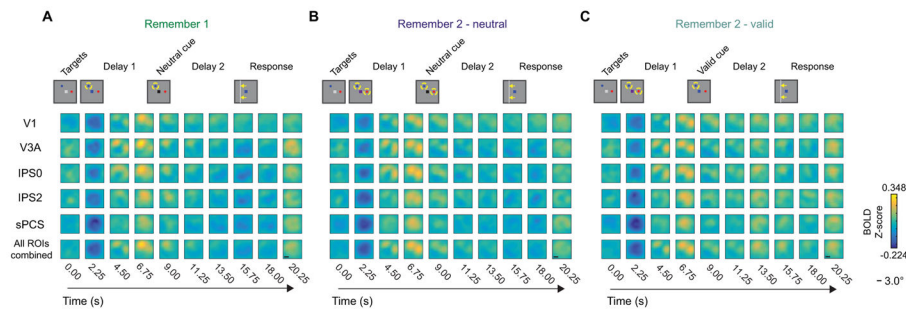 A Remember 1
Targets
Delay 1
Neutral cue
Delay 2
Response
B Remember 2 - neutral
Targets
Delay 1
Neutral cue
Delay 2
Response
C Remember 2 - valid
Targets
Delay 1
Valid cue
Delay 2
Response
V1
V3A
IPS0
IPS2
sPCS
All ROIs
combined
0.00 2.25 4.50 6.75 9.00 11.25 13.50 15.75 18.00 20.25
Time (s)
0.00 2.25 4.50 6.75 9.00 11.25 13.50 15.75 18.00 20.25
Time (s)
0.00 2.25 4.50 6.75 9.00 11.25 13.50 15.75 18.00 20.25
Time (s)
0.348
BOLD
Z-score
-0.224
3.0°